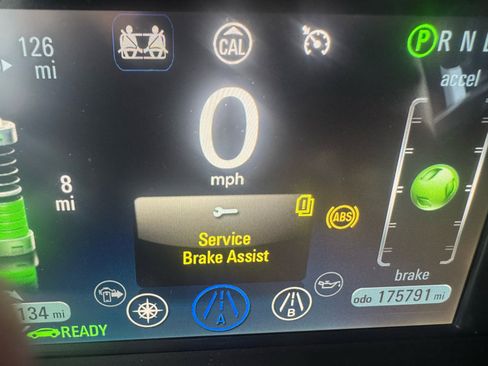 126
mi
CAL
P R N D
accel
0
mph
8
mi
ABS
Service
Brake Assist
brake
134 mi
A
B
odo 175791 mi
READY